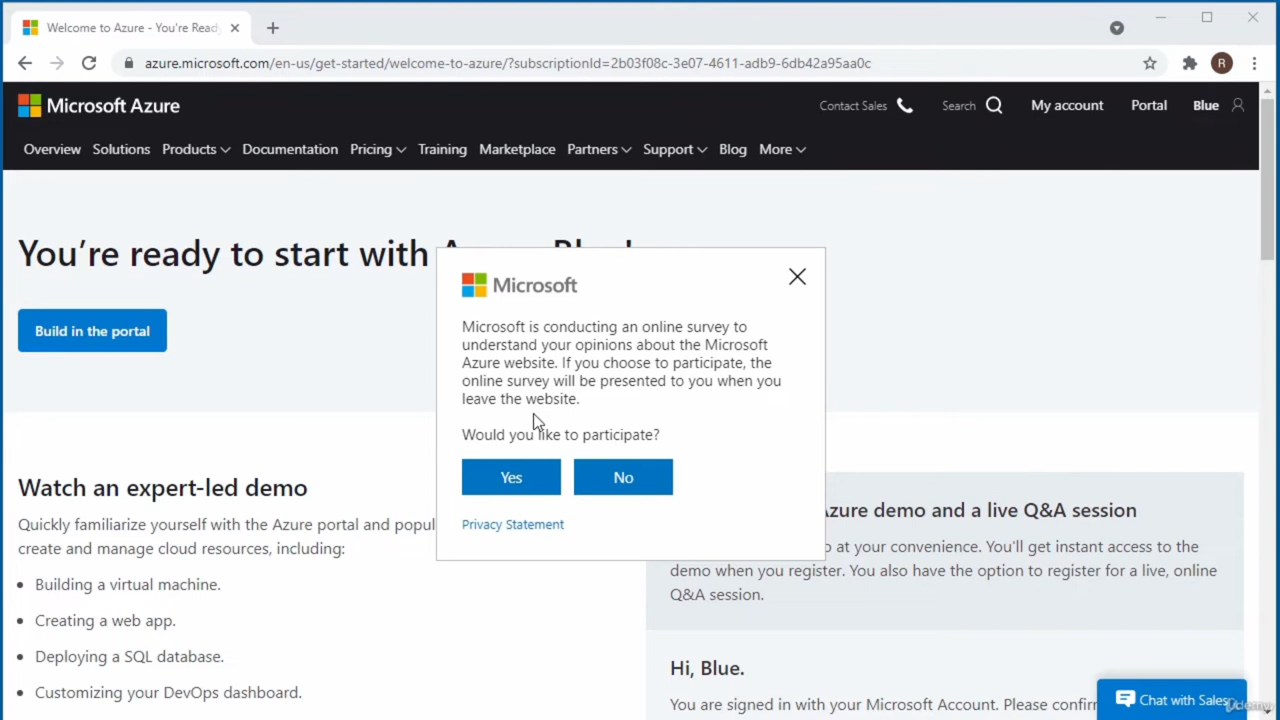 Welcome to Azure - You're Ready
azure.microsoft.com/en-us/get-started/welcome-to-azure/?subscriptionId=2b03f08c-3e07-4611-adb9-6db42a95aa0c
R
Microsoft Azure
Contact Sales
Search
My account
Portal
Blue
Overview Solutions Products Documentation Pricing Training Marketplace Partners Support Blog More
You're ready to start with
Build in the portal
Microsoft
Microsoft is conducting an online survey to
understand your opinions about the Microsoft
Azure website. If you choose to participate, the
online survey will be presented to you when you
leave the website.
Would you like to participate?
Yes
No
Privacy Statement
Watch an expert-led demo
Quickly familiarize yourself with the Azure portal and popul
create and manage cloud resources, including:
Building a virtual machine.
Creating a web app.
Deploying a SQL database.
Customizing your DevOps dashboard.
Azure demo and a live Q&A session
o at your convenience. You'll get instant access to the
demo when you register. You also have the option to register for a live, online
Q&A session.
Hi, Blue.
You are signed in with your Microsoft Account. Please confirm
Chat with Sales
Udemy